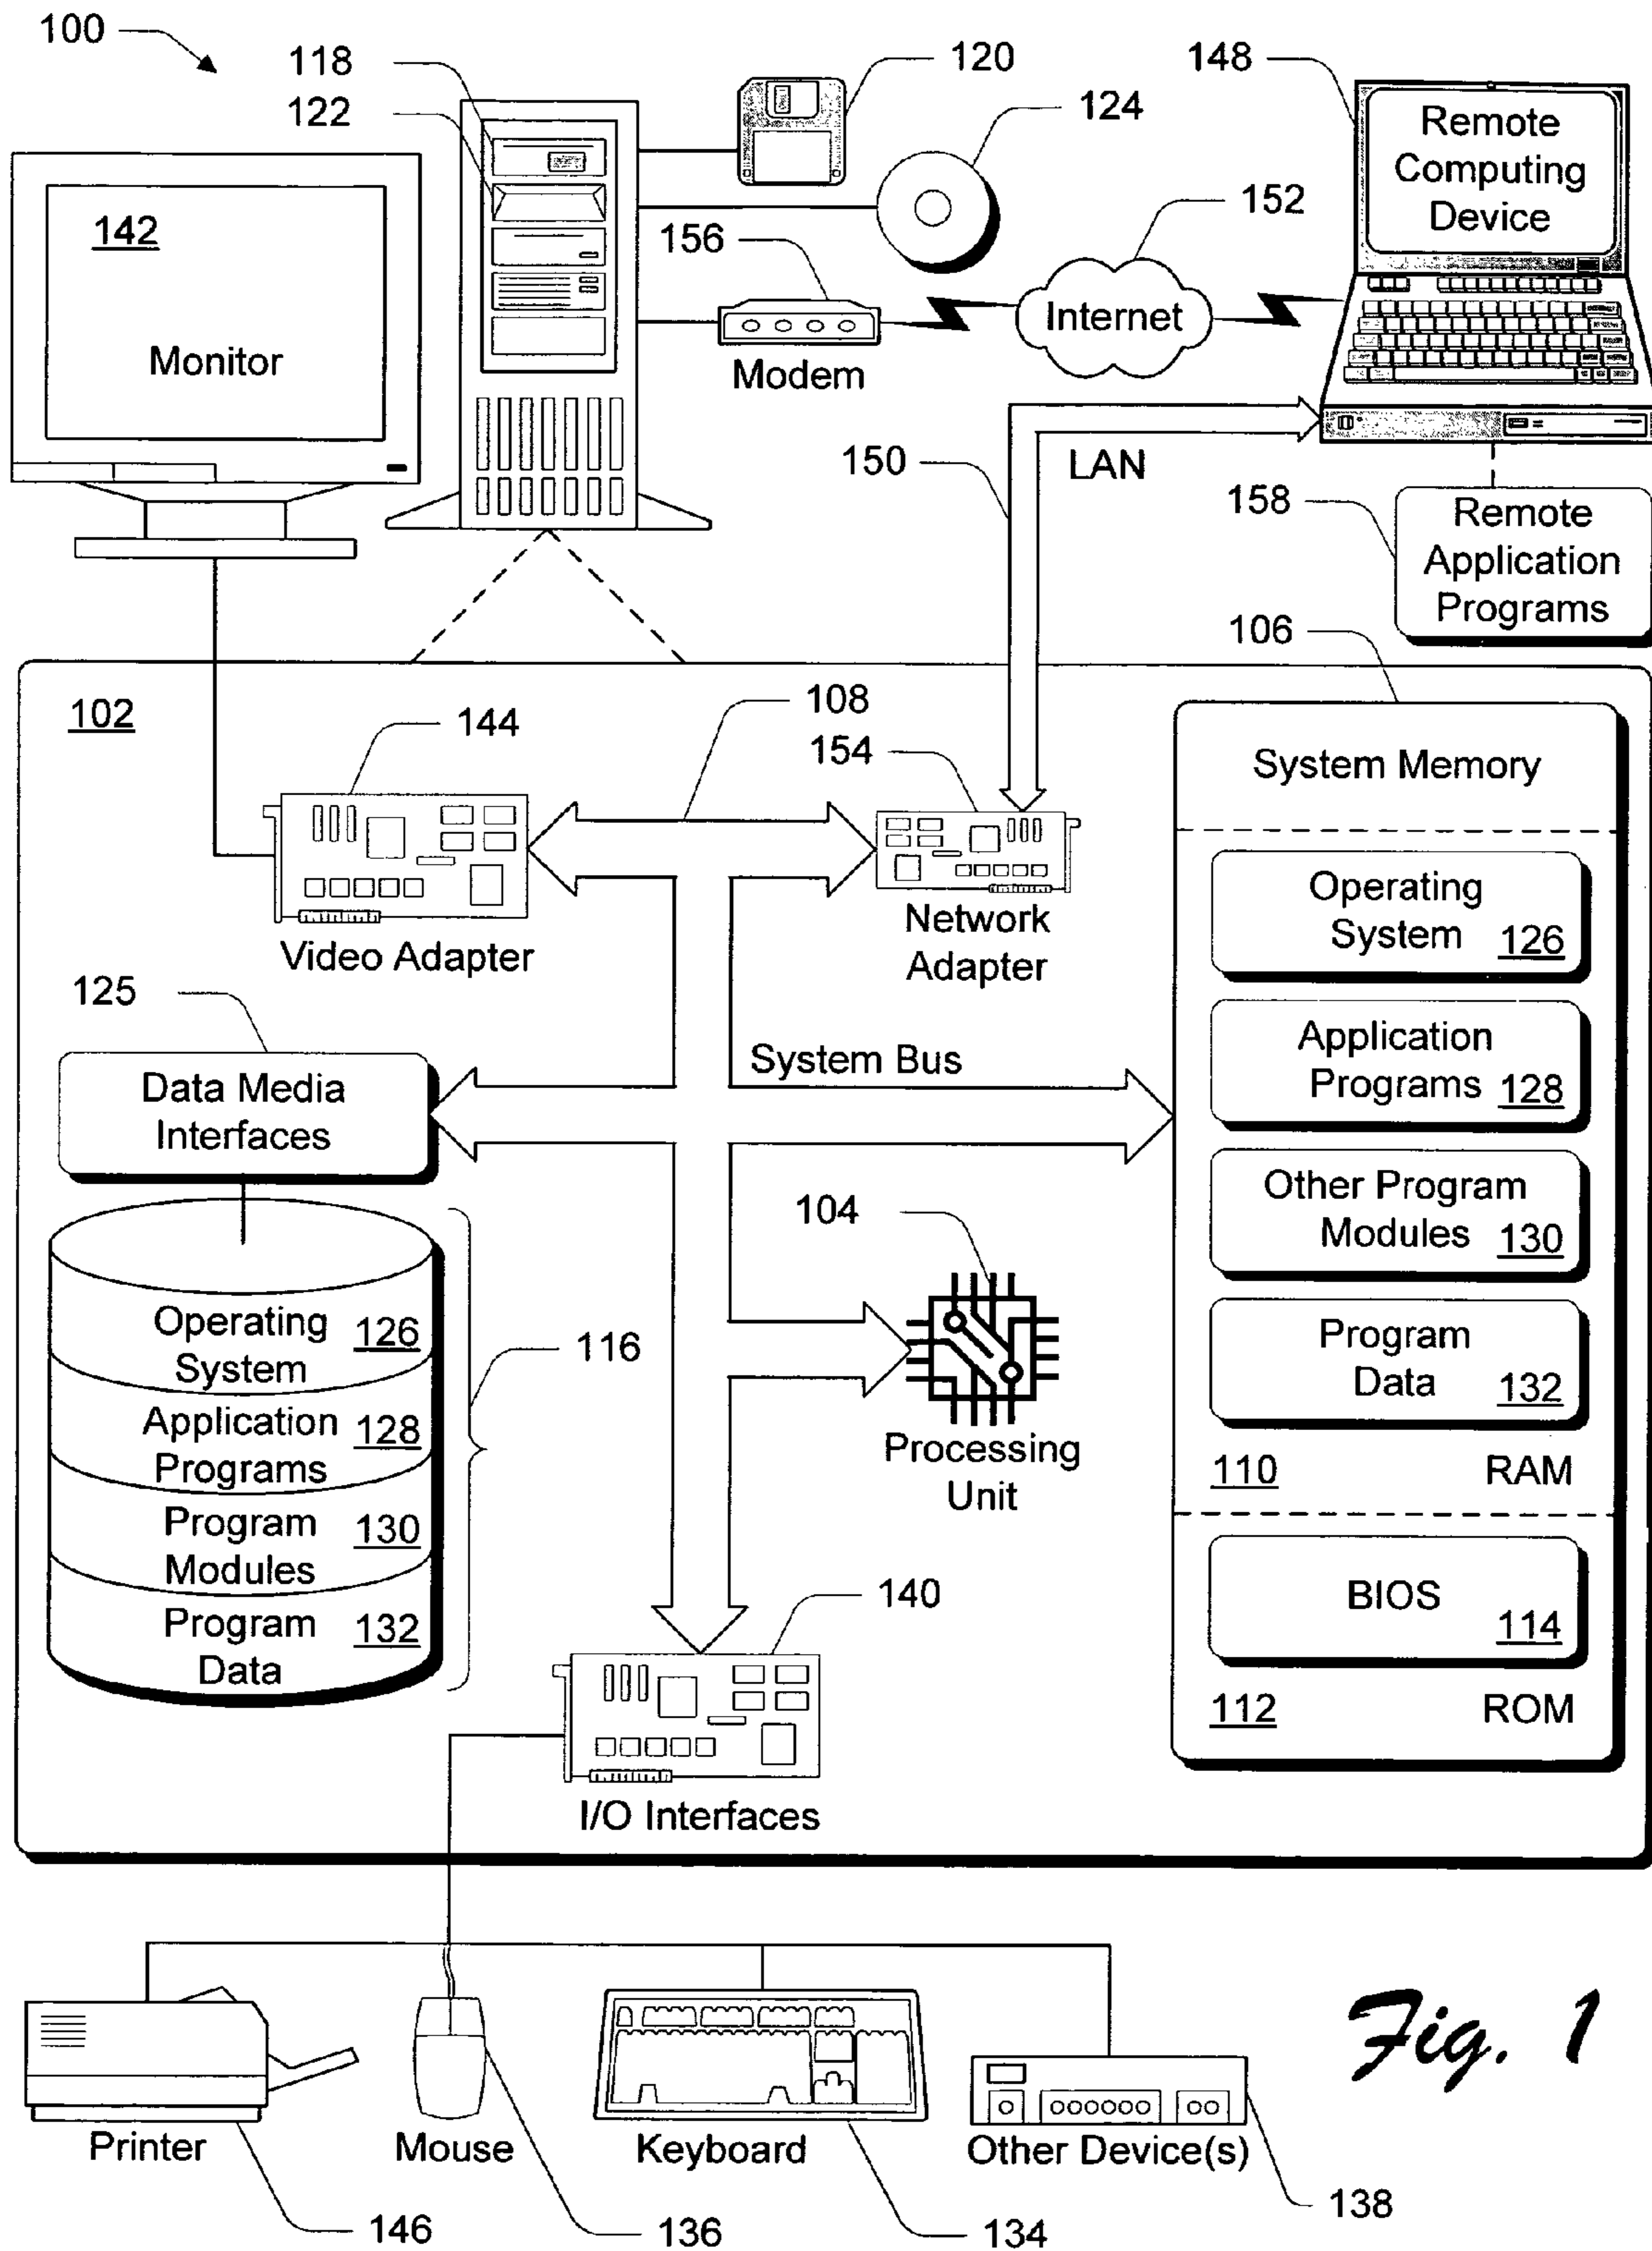 100
118
122
120
124
148
Remote
Computing
Device
142
Monitor
156
Modem
152
Internet
150
LAN
158
Remote
Application
Programs
106
102
144
108
154
Video Adapter
Network
Adapter
System Memory
Operating
System 126
Application
Programs 128
Other Program
Modules 130
Program
Data 132
110 RAM
BIOS
114
112 ROM
125
Data Media
Interfaces
System Bus
104
Processing
Unit
Operating
System 126
Application
Programs 128
Program
Modules 130
Program
Data 132
116
140
I/O Interfaces
Printer
Mouse
Keyboard
Other Device(s)
146
136
134
138
Fig. 1